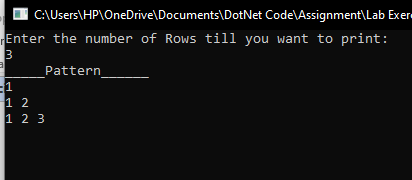 C:\Users\HP\OneDrive\Documents\DotNet Code\Assignment\Lab Exer
Enter the number of Rows till you want to print:
3
_____Pattern______
1
1 2
1 2 3